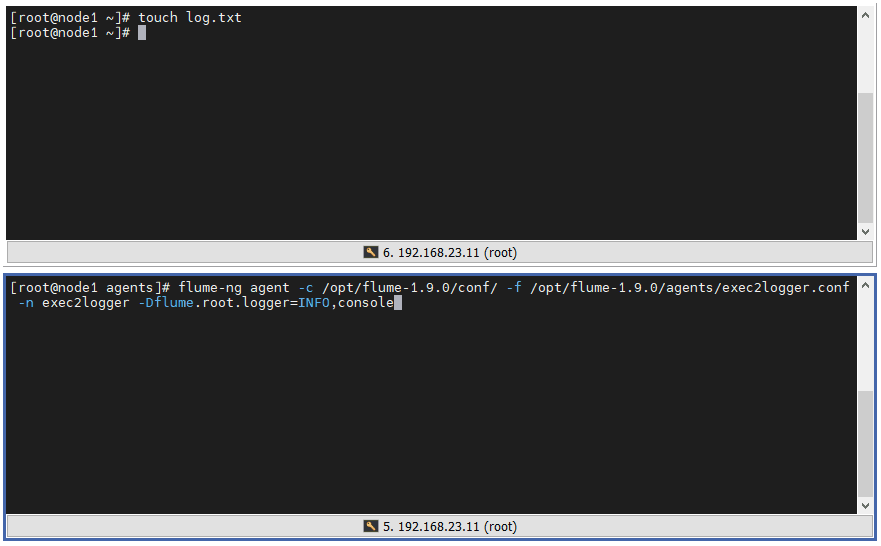 [root@node1 ~]# touch log.txt
[root@node1 ~]#
6. 192.168.23.11 (root)
[root@node1 agents]# flume-ng agent -c /opt/flume-1.9.0/conf/ -f /opt/flume-1.9.0/agents/exec2logger.conf
-n exec2logger -Dflume.root.logger=INFO,console
5. 192.168.23.11 (root)